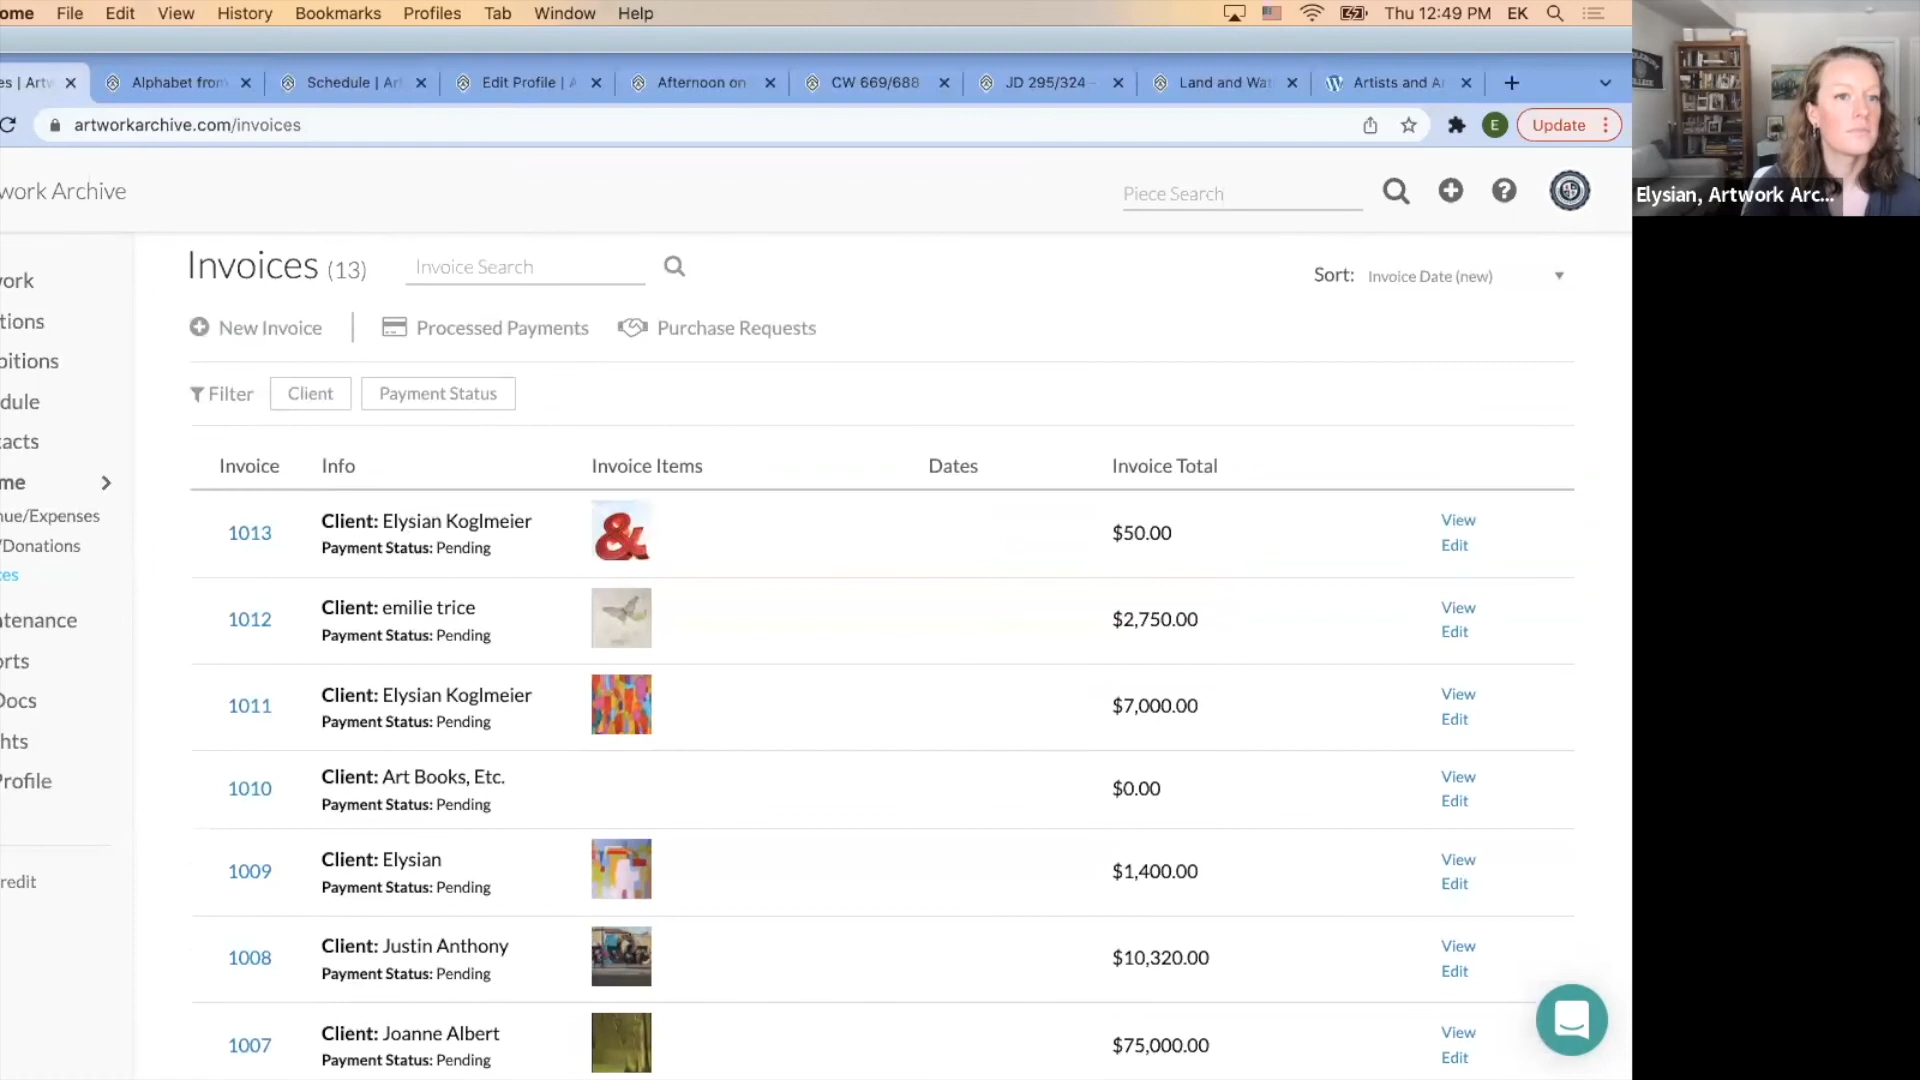 ome File Edit View History Bookmarks Profiles Tab Window Help Thu 12:49 PM EK
es | Artw Alphabet from Schedule | Art Edit Profile | A Afternoon on CW 669/688 JD 295/324 – Land and Wat Artists and Ar
artworkarchive.com/invoices E Update
work Archive Piece Search
Elysian, Artwork Arc...
ork
tions
bitions
dule
acts
me
nue/Expenses
/Donations
ces
ntenance
orts
Docs
hts
Profile
redit
Invoices (13) Invoice Search Sort: Invoice Date (new)
New Invoice Processed Payments Purchase Requests
Filter Client Payment Status
Invoice Info Invoice Items Dates Invoice Total
1013 Client: Elysian Koglmeier $50.00 View
Payment Status: Pending Edit
1012 Client: emilie trice $2,750.00 View
Payment Status: Pending Edit
1011 Client: Elysian Koglmeier $7,000.00 View
Payment Status: Pending Edit
1010 Client: Art Books, Etc. $0.00 View
Payment Status: Pending Edit
1009 Client: Elysian $1,400.00 View
Payment Status: Pending Edit
1008 Client: Justin Anthony $10,320.00 View
Payment Status: Pending Edit
1007 Client: Joanne Albert $75,000.00 View
Payment Status: Pending Edit